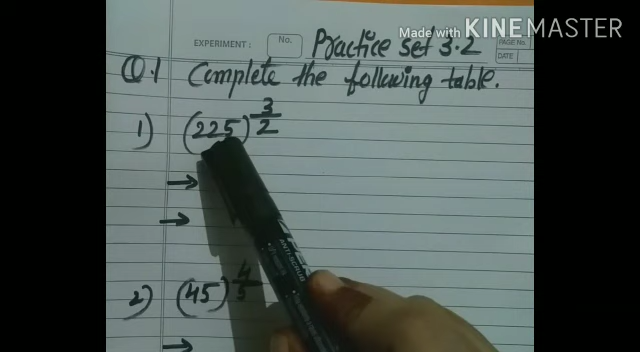 Made with KINEMASTER
EXPERIMENT : No. Practice Set 3.2 PAGE No.
DATE
Q.1 Complete the following table.
1) (225)^3/2
→
→
2) (45)^4/5
→